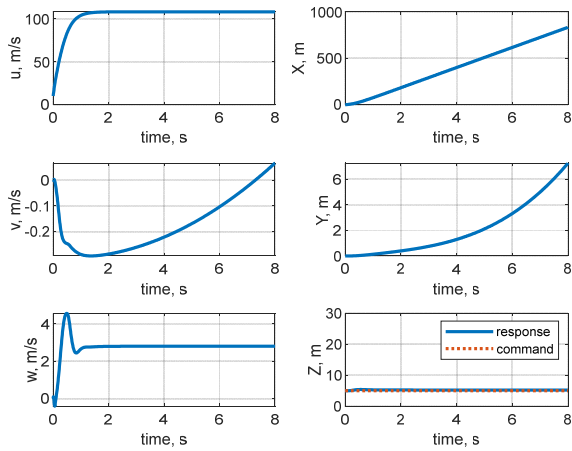 u, m/s
100
50
0
0 2 4 6 8
time, s
X, m
1000
500
0
0 2 4 6 8
time, s
v, m/s
0
-0.1
-0.2
0 2 4 6 8
time, s
Y, m
6
4
2
0
0 2 4 6 8
time, s
w, m/s
4
2
0
0 2 4 6 8
time, s
Z, m
30
20
10
0
response
command
0 2 4 6 8
time, s